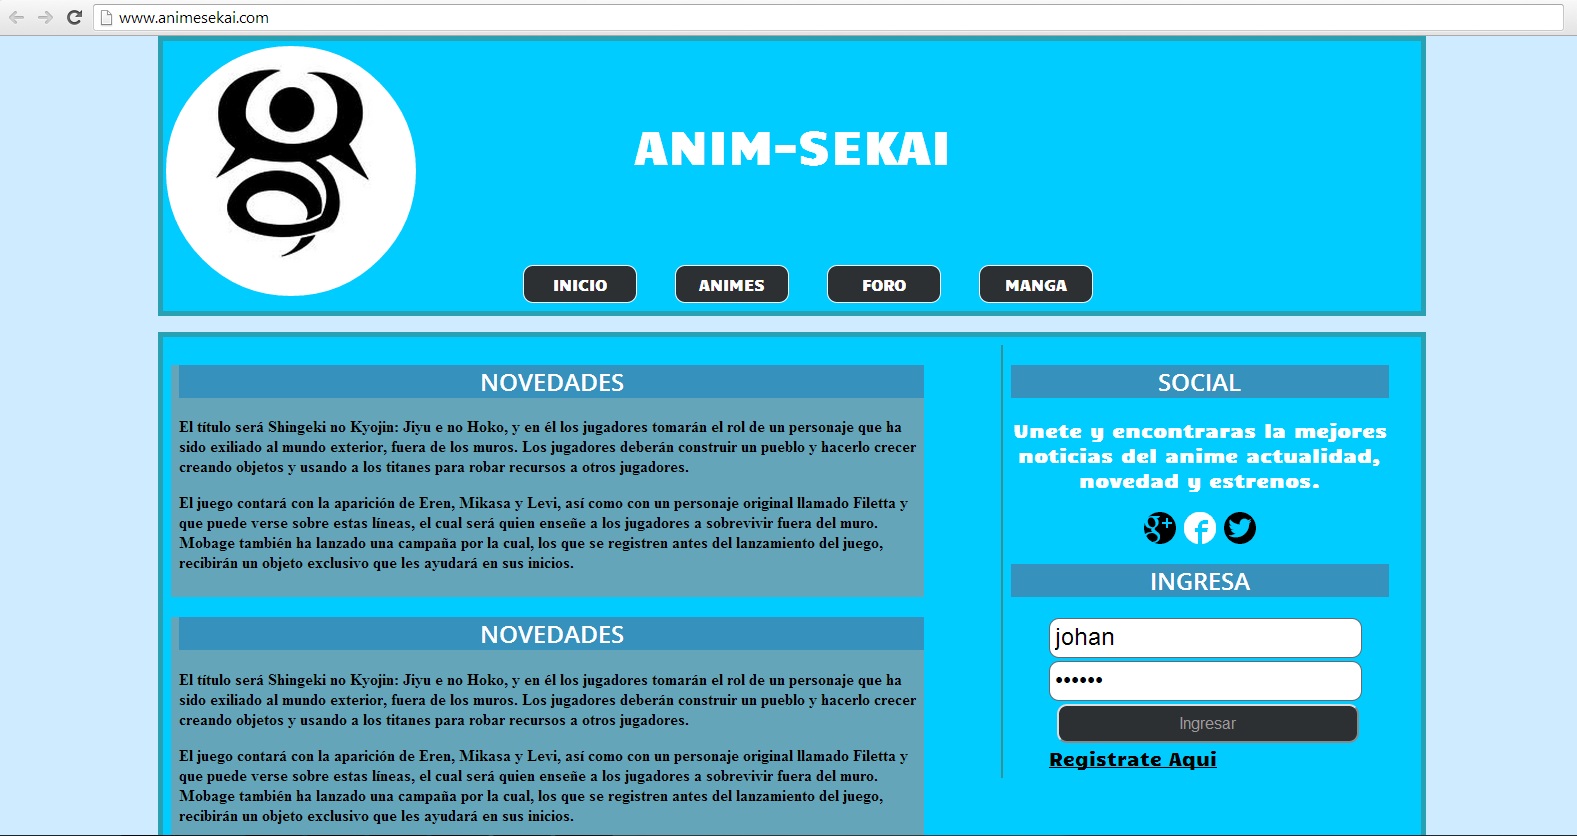 www.animesekai.com
ANIM-SEKAI
INICIO
ANIMES
FORO
MANGA
NOVEDADES
El título será Shingeki no Kyojin: Jiyu e no Hoko, y en él los jugadores tomarán el rol de un personaje que ha
sido exiliado al mundo exterior, fuera de los muros. Los jugadores deberán construir un pueblo y hacerlo crecer
creando objetos y usando a los titanes para robar recursos a otros jugadores.
El juego contará con la aparición de Eren, Mikasa y Levi, así como con un personaje original llamado Filetta y
que puede verse sobre estas líneas, el cual será quien enseñe a los jugadores a sobrevivir fuera del muro.
Mobage también ha lanzado una campaña por la cual, los que se registren antes del lanzamiento del juego,
recibirán un objeto exclusivo que les ayudará en sus inicios.
NOVEDADES
El título será Shingeki no Kyojin: Jiyu e no Hoko, y en él los jugadores tomarán el rol de un personaje que ha
sido exiliado al mundo exterior, fuera de los muros. Los jugadores deberán construir un pueblo y hacerlo crecer
creando objetos y usando a los titanes para robar recursos a otros jugadores.
El juego contará con la aparición de Eren, Mikasa y Levi, así como con un personaje original llamado Filetta y
que puede verse sobre estas líneas, el cual será quien enseñe a los jugadores a sobrevivir fuera del muro.
Mobage también ha lanzado una campaña por la cual, los que se registren antes del lanzamiento del juego,
recibirán un objeto exclusivo que les ayudará en sus inicios.
SOCIAL
Unete y encontraras la mejores
noticias del anime actualidad,
novedad y estrenos.
INGRESA
johan
••••••
Ingresar
Registrate Aqui